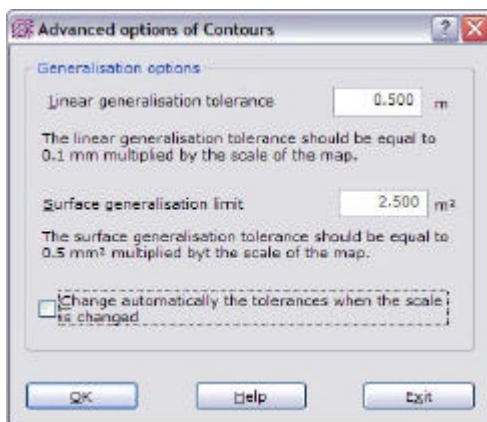 Advanced options of Contours
Generalisation options
Linear generalisation tolerance 0.500 m
The linear generalisation tolerance should be equal to
0.1 mm multiplied by the scale of the map.
Surface generalisation limit 2.500 m²
The surface generalisation tolerance should be equal to
0.5 mm² multiplied byt the scale of the map.
Change automatically the tolerances when the scale
is changed
OK Help Exit